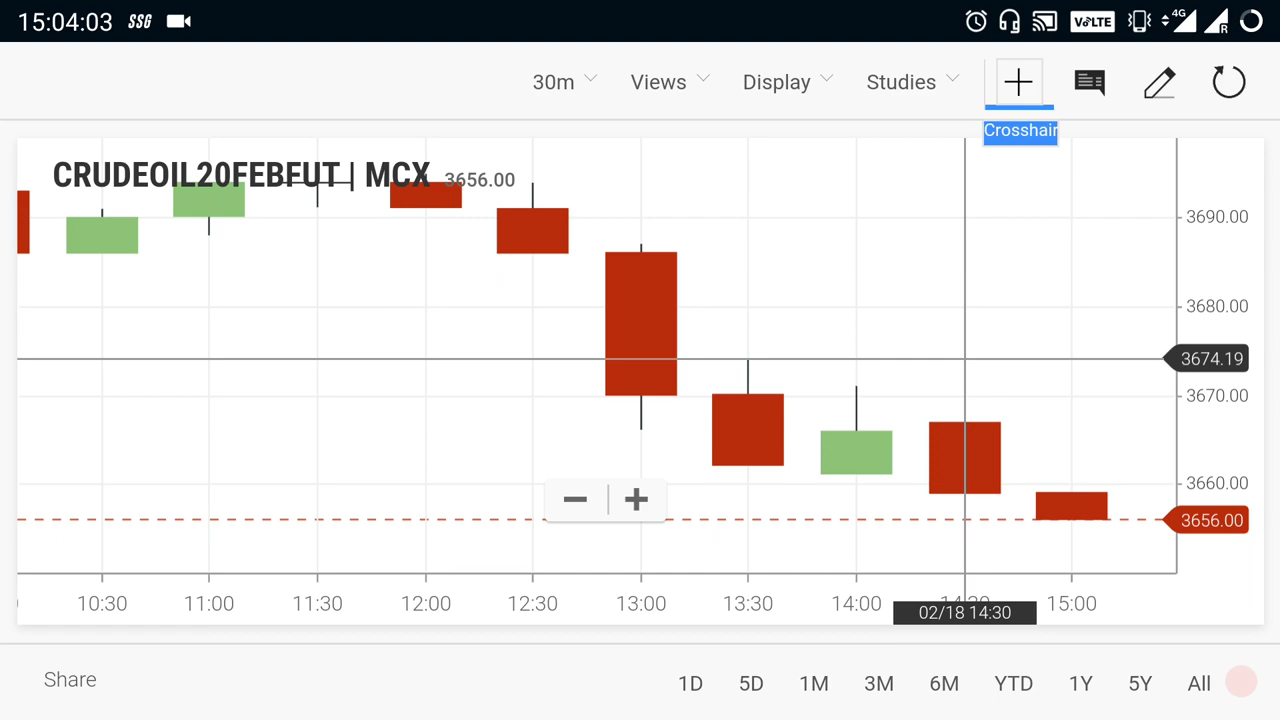 15:04:03 SSG VoLTE 4G R
30m Views Display Studies
Crosshair
CRUDEOIL20FEBFUT | MCX 3656.00
3690.00
3680.00
3674.19
3670.00
3660.00
3656.00
10:30 11:00 11:30 12:00 12:30 13:00 13:30 14:00 14:30 15:00
02/18 14:30
Share 1D 5D 1M 3M 6M YTD 1Y 5Y All